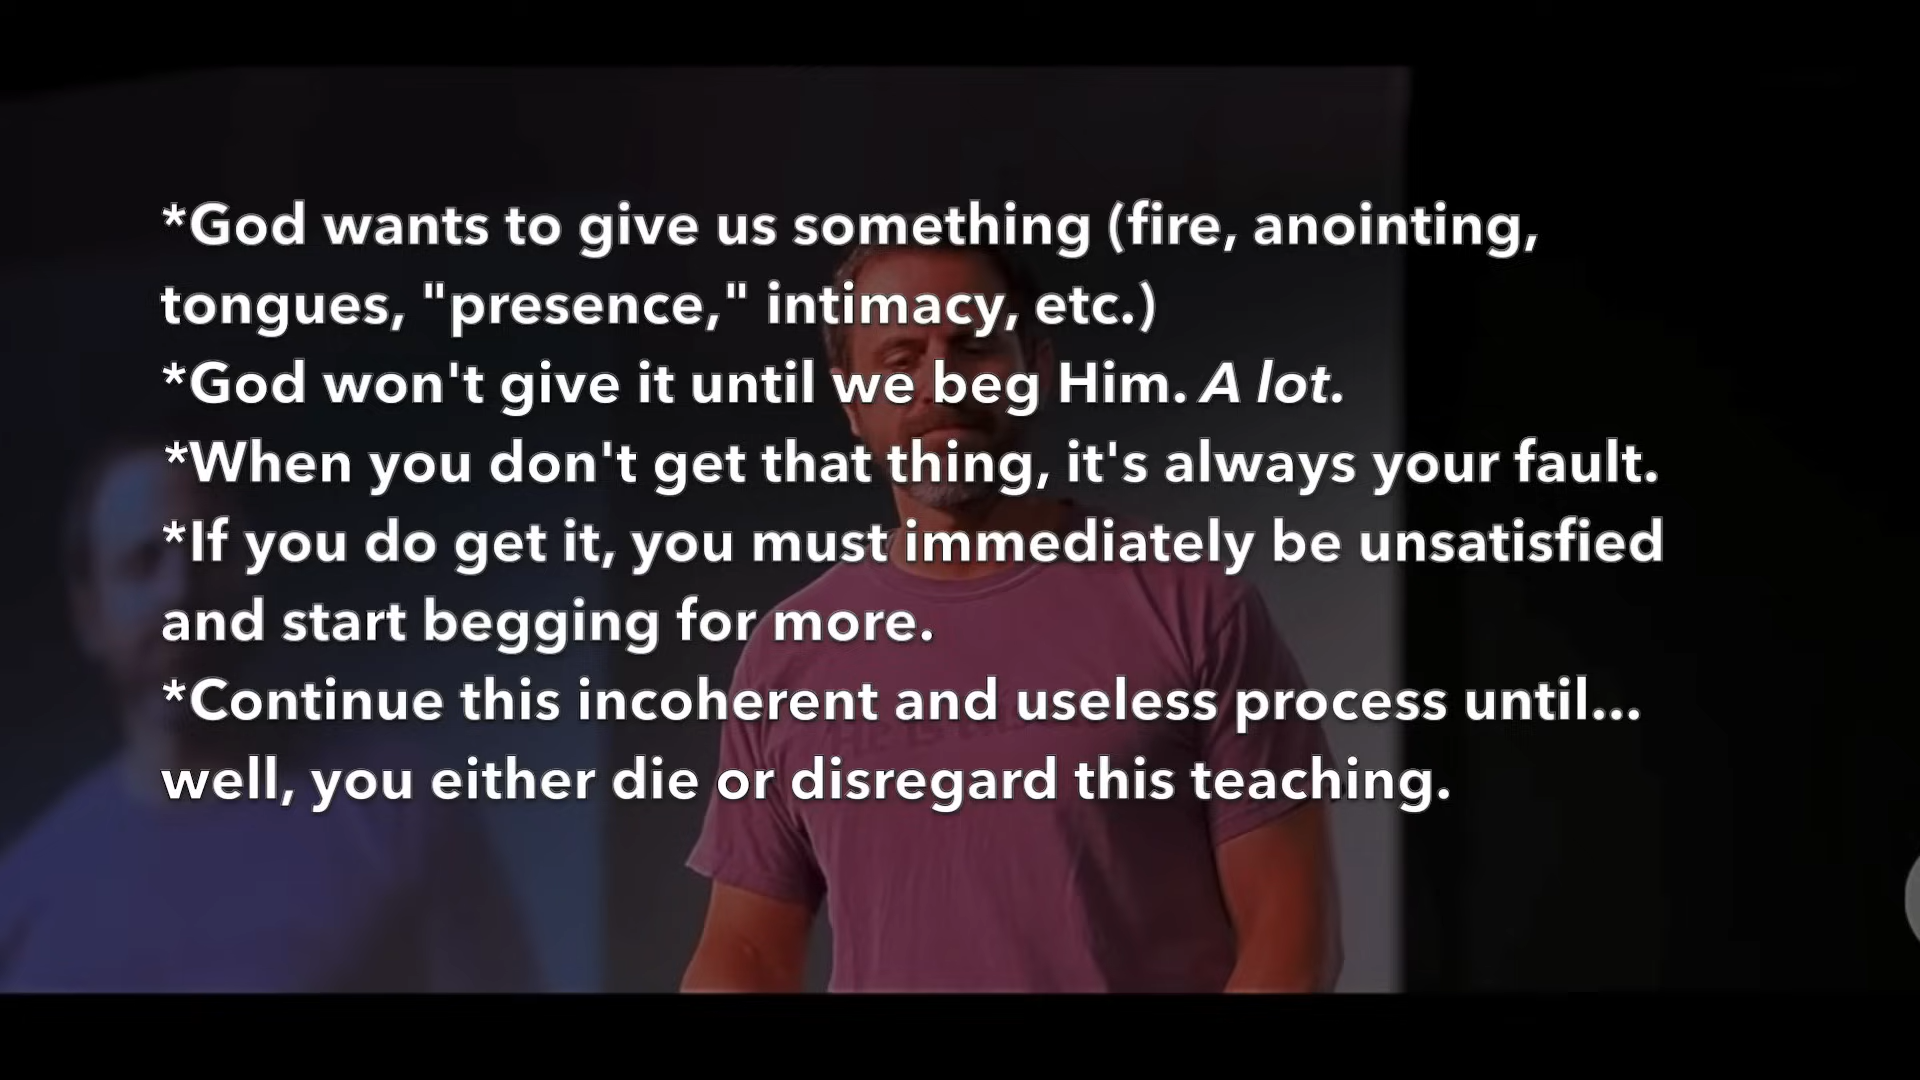 *God wants to give us something (fire, anointing,
tongues, "presence," intimacy, etc.)
*God won't give it until we beg Him. A lot.
*When you don't get that thing, it's always your fault.
*If you do get it, you must immediately be unsatisfied
and start begging for more.
*Continue this incoherent and useless process until...
well, you either die or disregard this teaching.